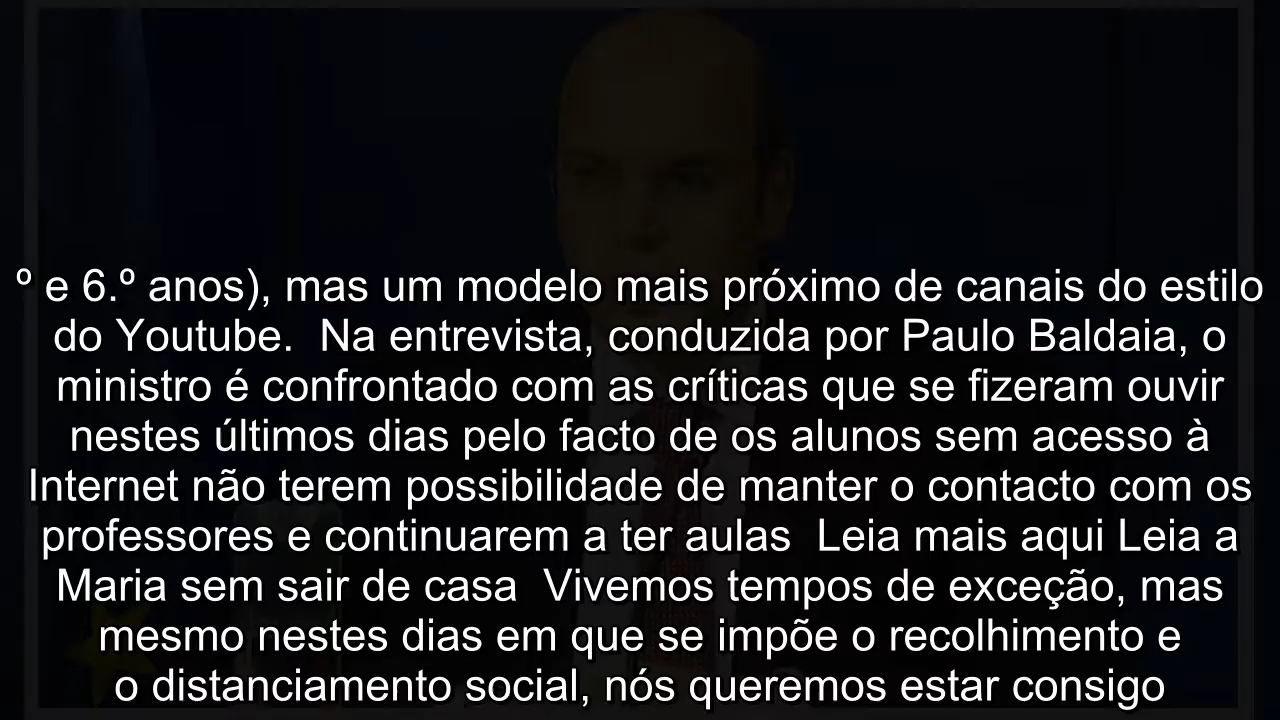 º e 6.º anos), mas um modelo mais próximo de canais do estilo
do Youtube.  Na entrevista, conduzida por Paulo Baldaia, o
ministro é confrontado com as críticas que se fizeram ouvir
nestes últimos dias pelo facto de os alunos sem acesso à
Internet não terem possibilidade de manter o contacto com os
professores e continuarem a ter aulas  Leia mais aqui Leia a
Maria sem sair de casa  Vivemos tempos de exceção, mas
mesmo nestes dias em que se impõe o recolhimento e
o distanciamento social, nós queremos estar consigo